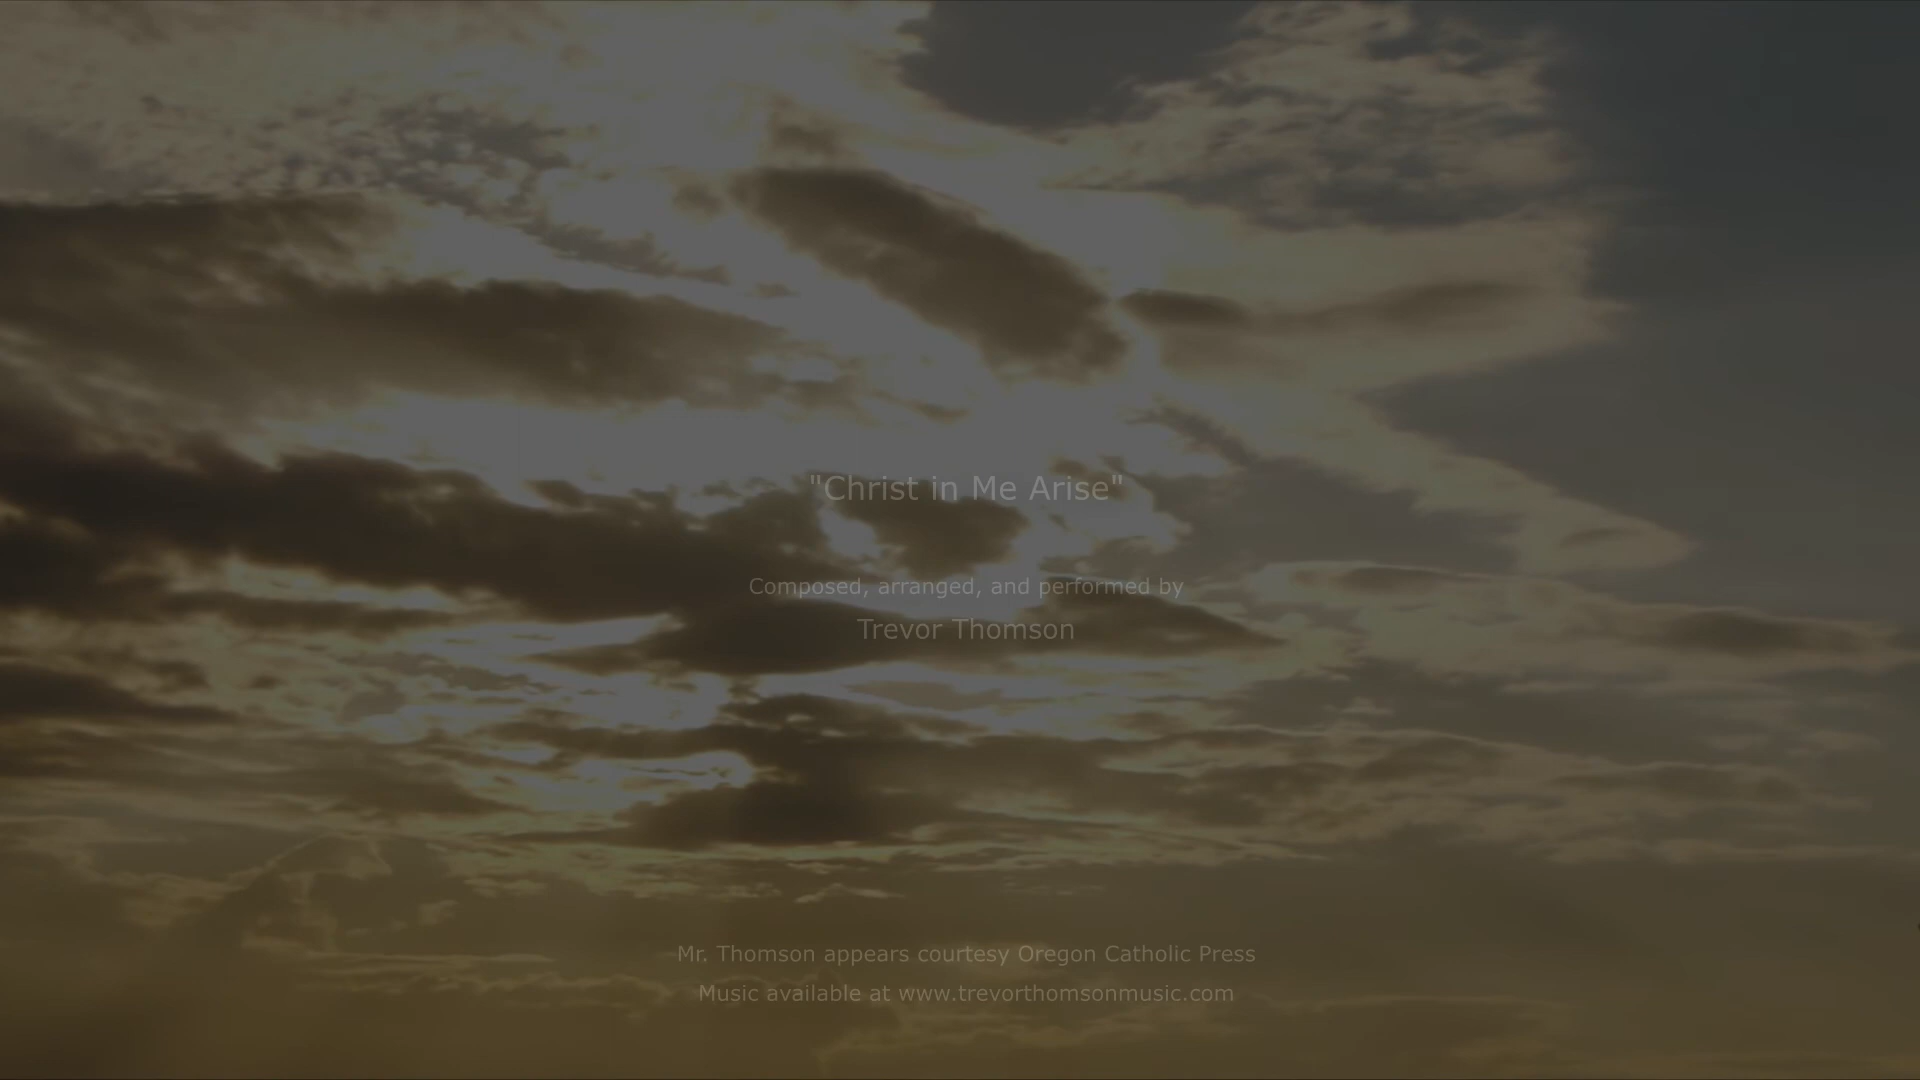 "Christ in Me Arise"
Composed, arranged, and performed by
Trevor Thomson
Mr. Thomson appears courtesy Oregon Catholic Press
Music available at www.trevorthomsonmusic.com